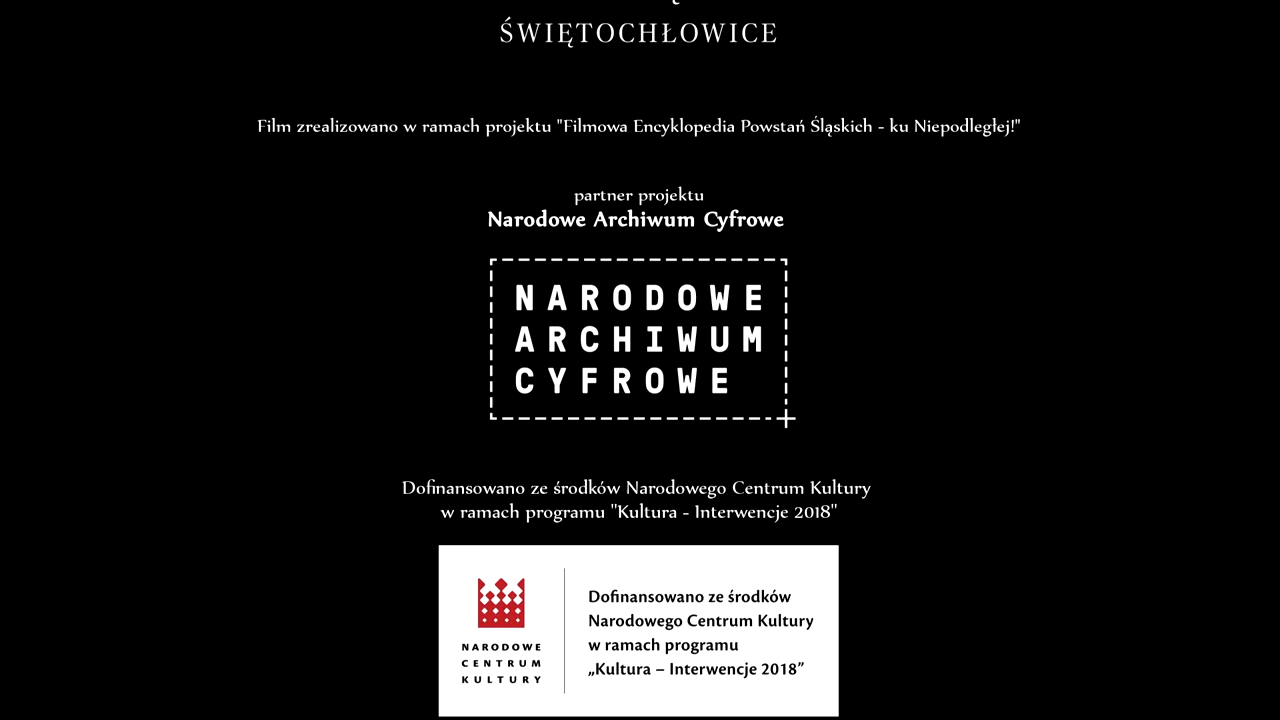 ŚWIĘTOCHŁOWICE
Film zrealizowano w ramach projektu "Filmowa Encyklopedia Powstań Śląskich - ku Niepodległej!"
partner projektu
Narodowe Archiwum Cyfrowe
NARODOWE
ARCHIWUM
CYFROWE
Dofinansowano ze środków Narodowego Centrum Kultury
w ramach programu "Kultura - Interwencje 2018"
NARODOWE
CENTRUM
KULTURY
Dofinansowano ze środków
Narodowego Centrum Kultury
w ramach programu
„Kultura – Interwencje 2018”